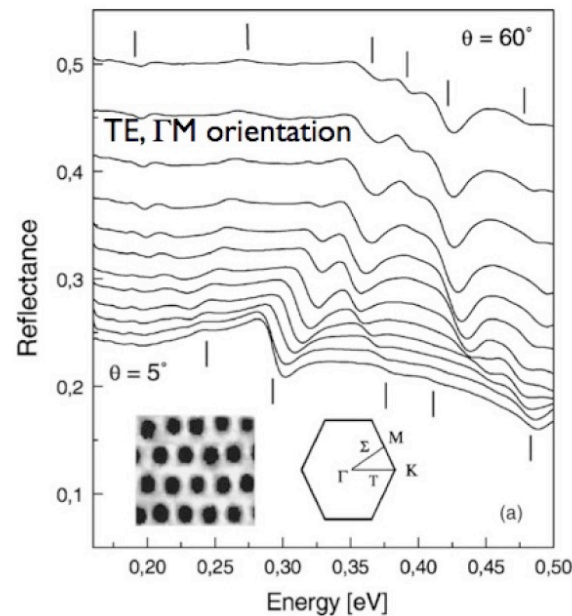 θ = 60°
0,5
TE, ΓM orientation
0,4
Reflectance
0,3
0,2
θ = 5°
0,1
M
Σ
Γ
T
K
(a)
0,20
0,25
0,30
0,35
0,40
0,45
0,50
Energy [eV]